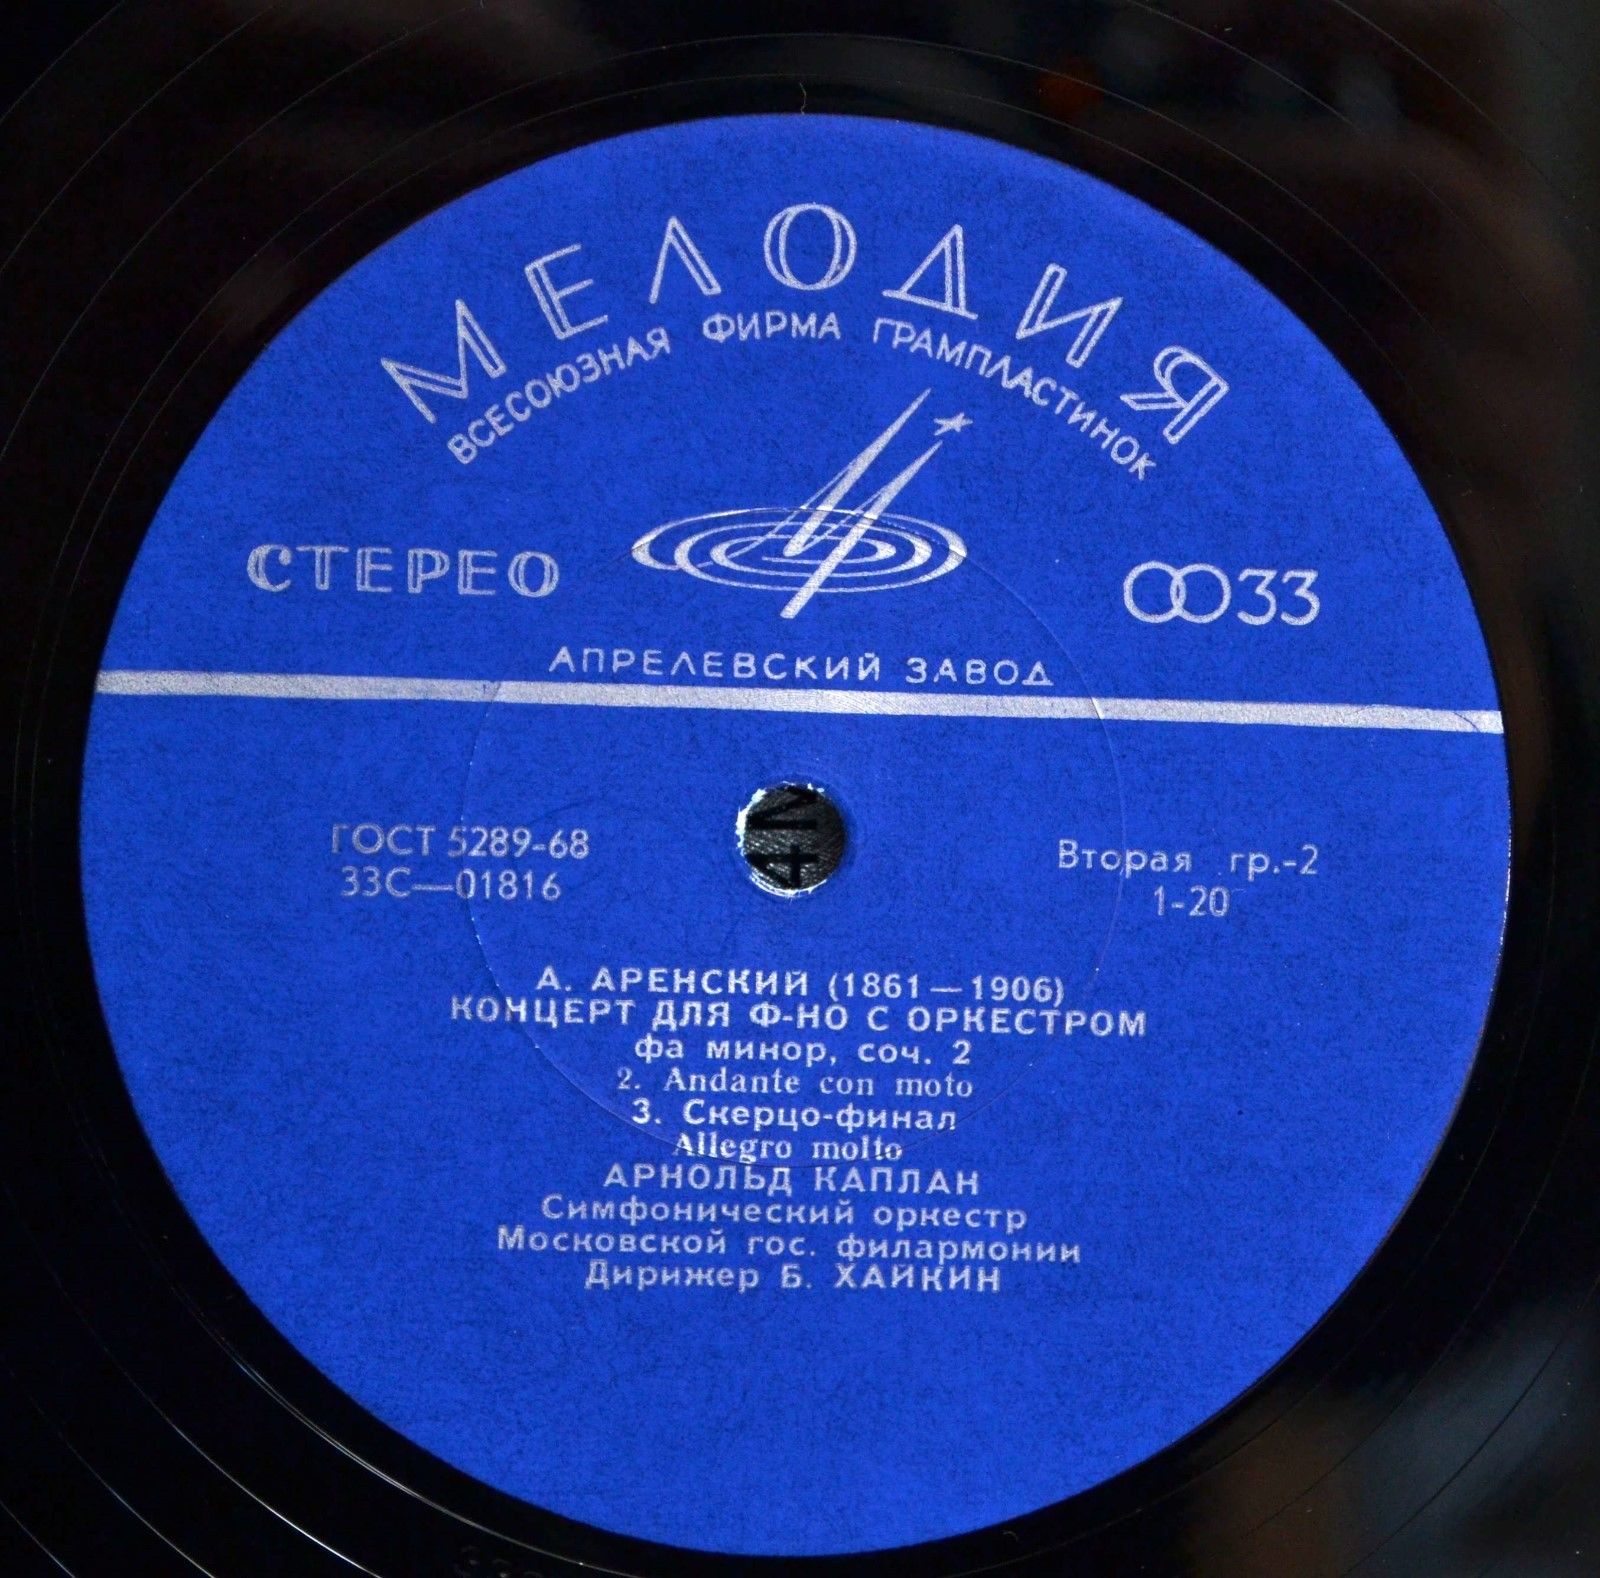 МЕЛОДИЯ
ВСЕСОЮЗНАЯ ФИРМА ГРАМПЛАСТИНОК
СТЕРЕО
33
АПРЕЛЕВСКИЙ ЗАВОД
ГОСТ 5289-68
33С—01816
Вторая гр.-2
1-20
А. АРЕНСКИЙ (1861—1906)
КОНЦЕРТ ДЛЯ Ф-НО С ОРКЕСТРОМ
фа минор, соч. 2
2. Andante con moto
3. Скерцо-финал
Allegro molto
АРНОЛЬД КАПЛАН
Симфонический оркестр
Московской гос. филармонии
Дирижер Б. ХАЙКИН